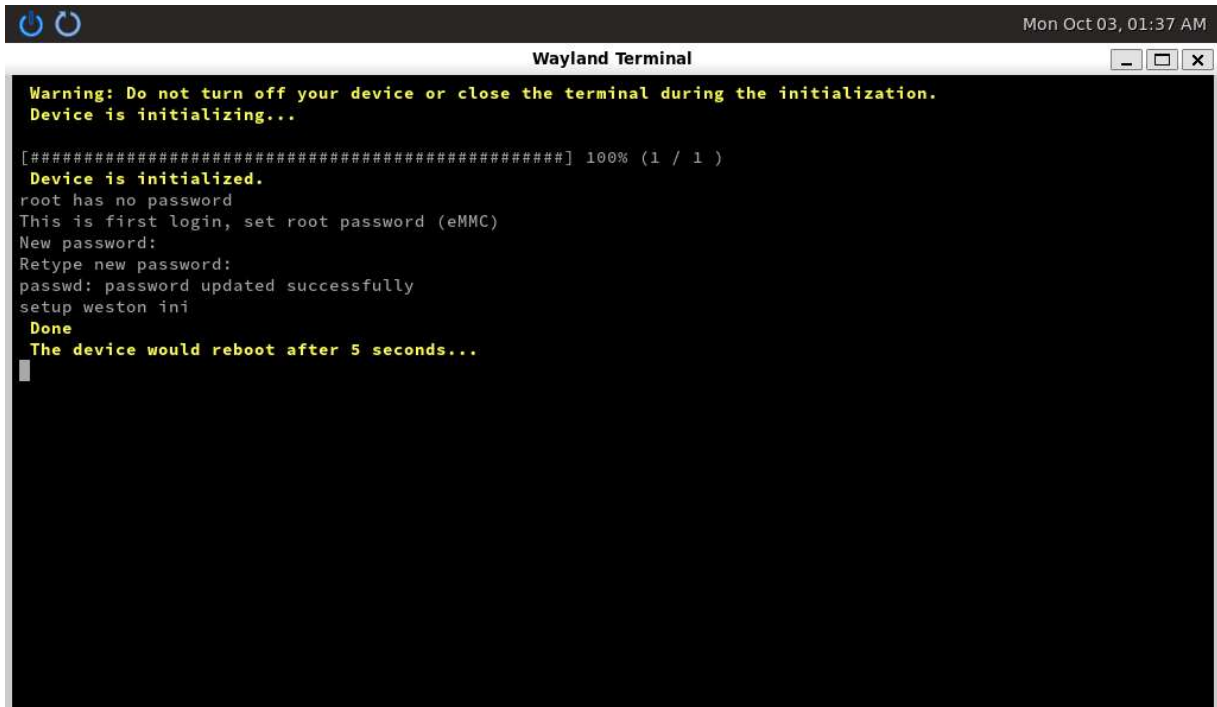 Mon Oct 03, 01:37 AM
Wayland Terminal
Warning: Do not turn off your device or close the terminal during the initialization.
Device is initializing...
[##################################################] 100% (1 / 1 )
Device is initialized.
root has no password
This is first login, set root password (eMMC)
New password:
Retype new password:
passwd: password updated successfully
setup weston ini
Done
The device would reboot after 5 seconds...